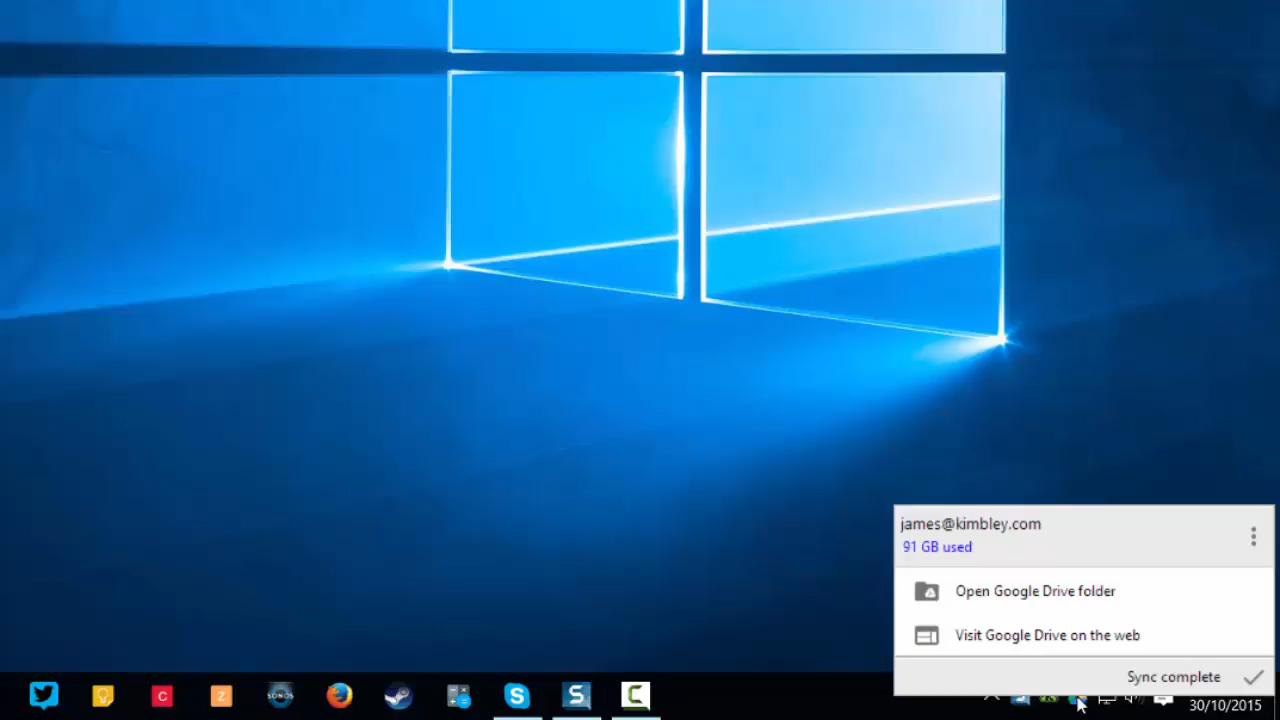 james@kimbley.com
91 GB used
Open Google Drive folder
Visit Google Drive on the web
Sync complete
C
Z
SONOS
S
S
C
30/10/2015